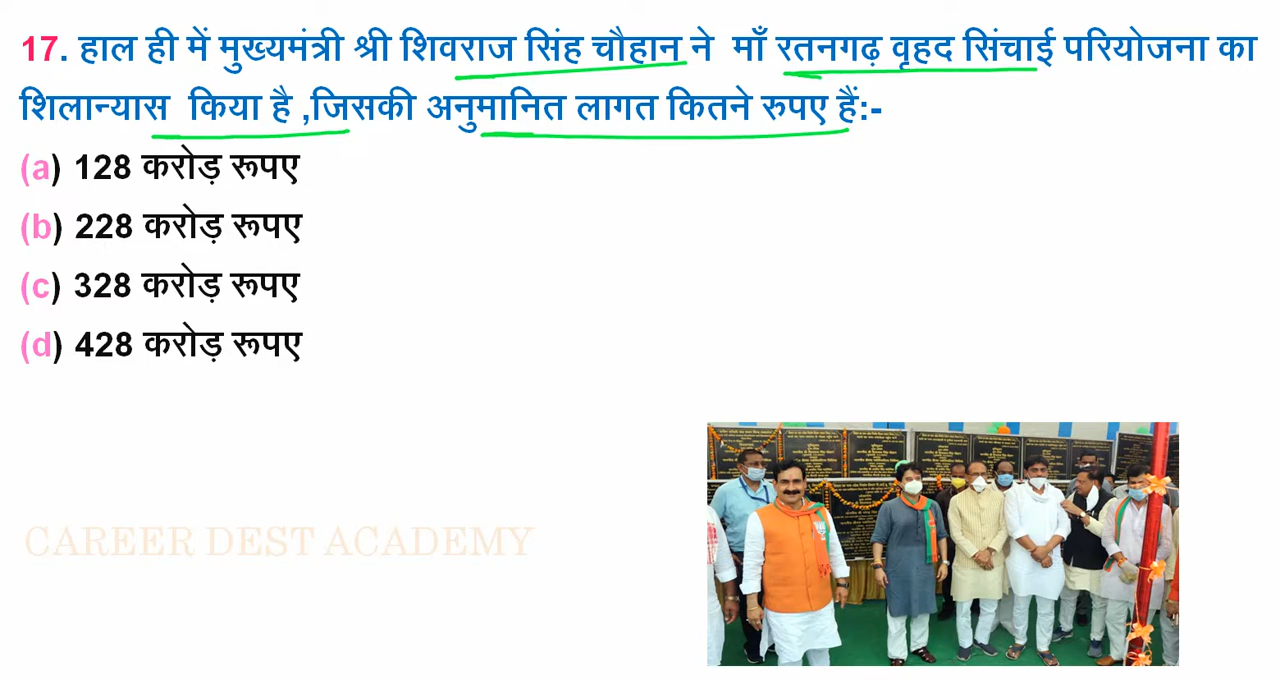 17. हाल ही में मुख्यमंत्री श्री शिवराज सिंह चौहान ने माँ रतनगढ़ वृहद सिंचाई परियोजना का
शिलान्यास किया है ,जिसकी अनुमानित लागत कितने रुपए हैं:-
(a) 128 करोड़ रूपए
(b) 228 करोड़ रूपए
(c) 328 करोड़ रूपए
(d) 428 करोड़ रूपए
CAREER DEST ACADEMY